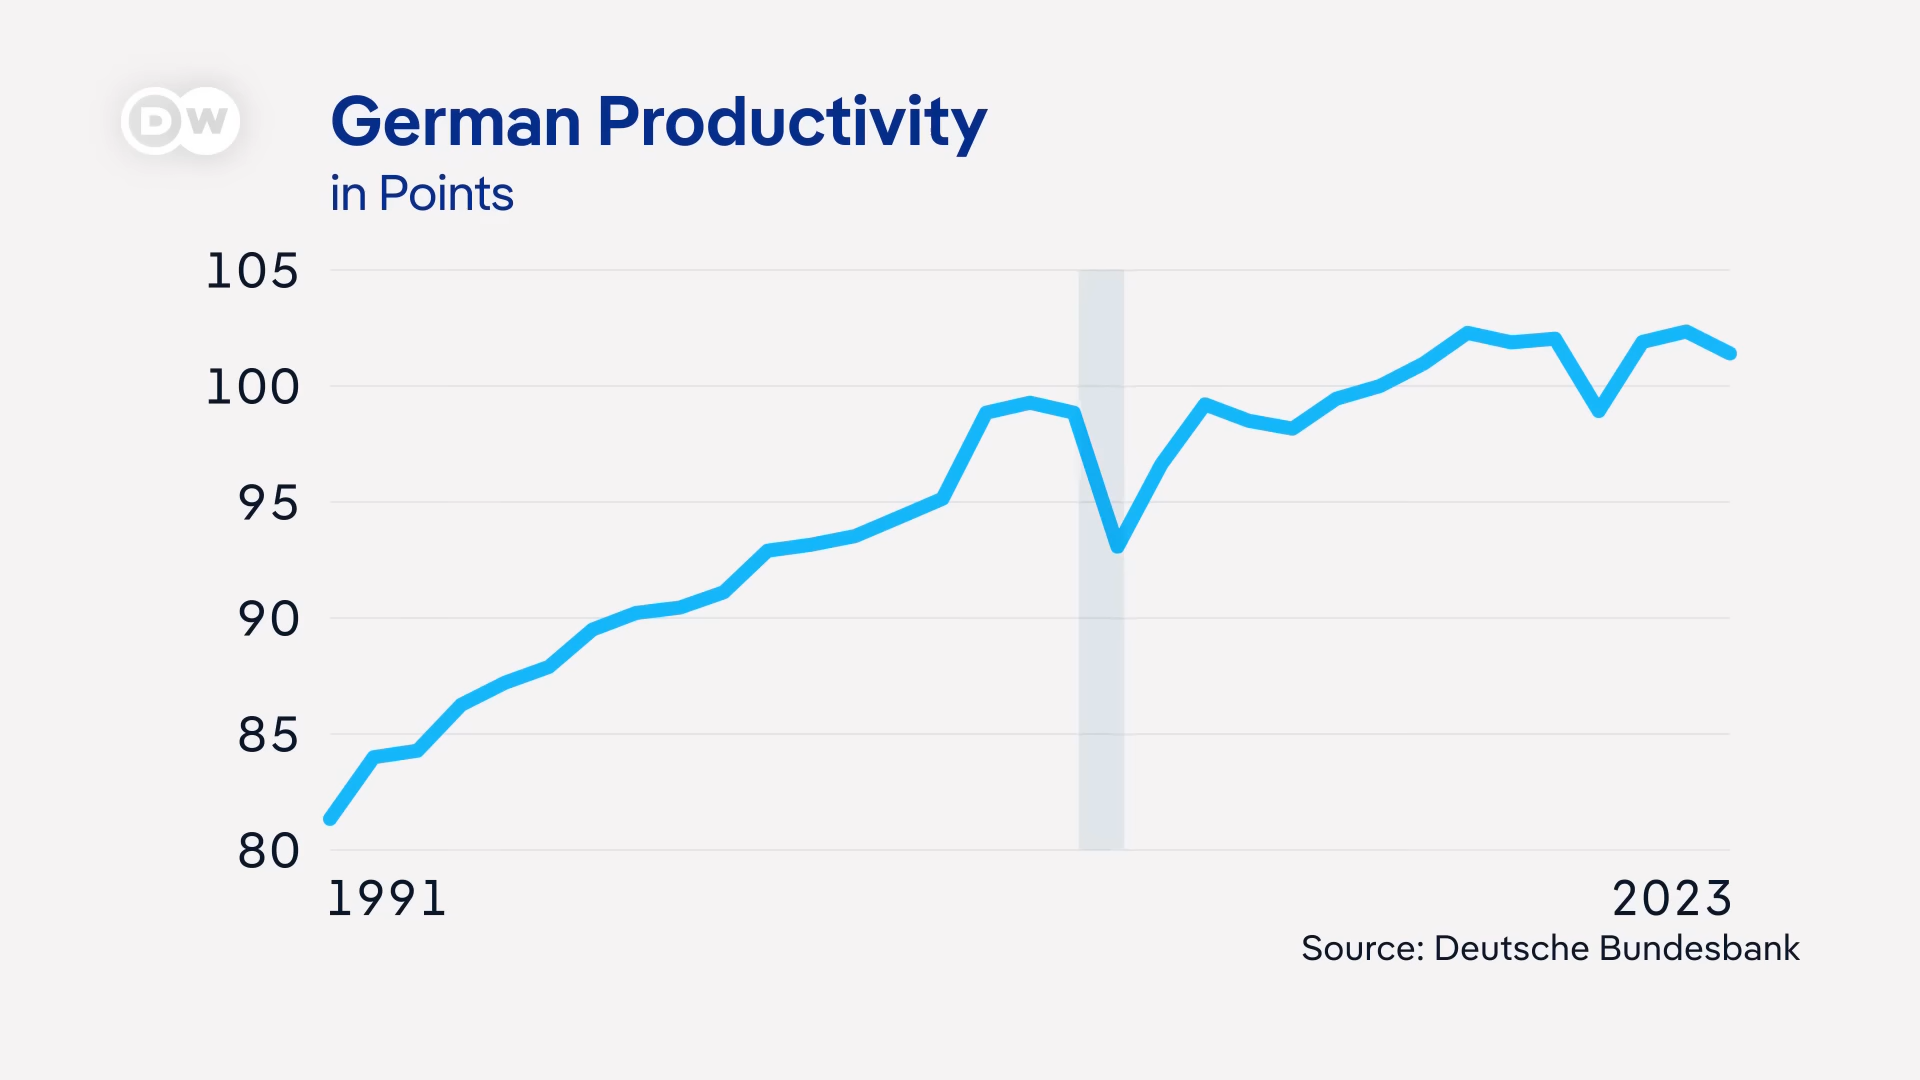 DW
German Productivity
in Points
105
100
95
90
85
80
1991
2023
Source: Deutsche Bundesbank